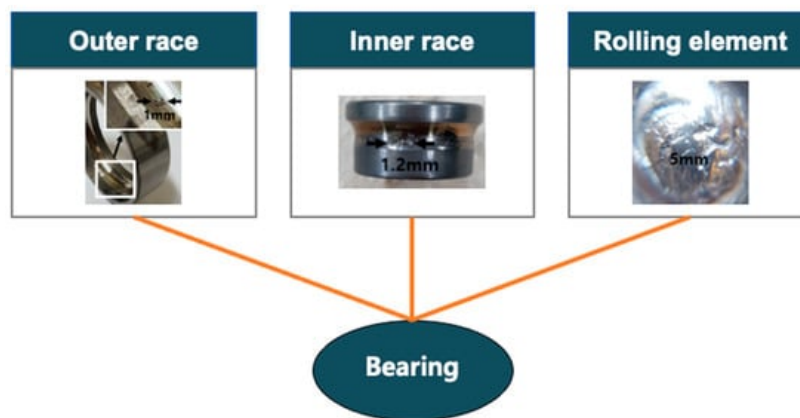 Outer race
Inner race
Rolling element
1mm
1.2mm
5mm
Bearing